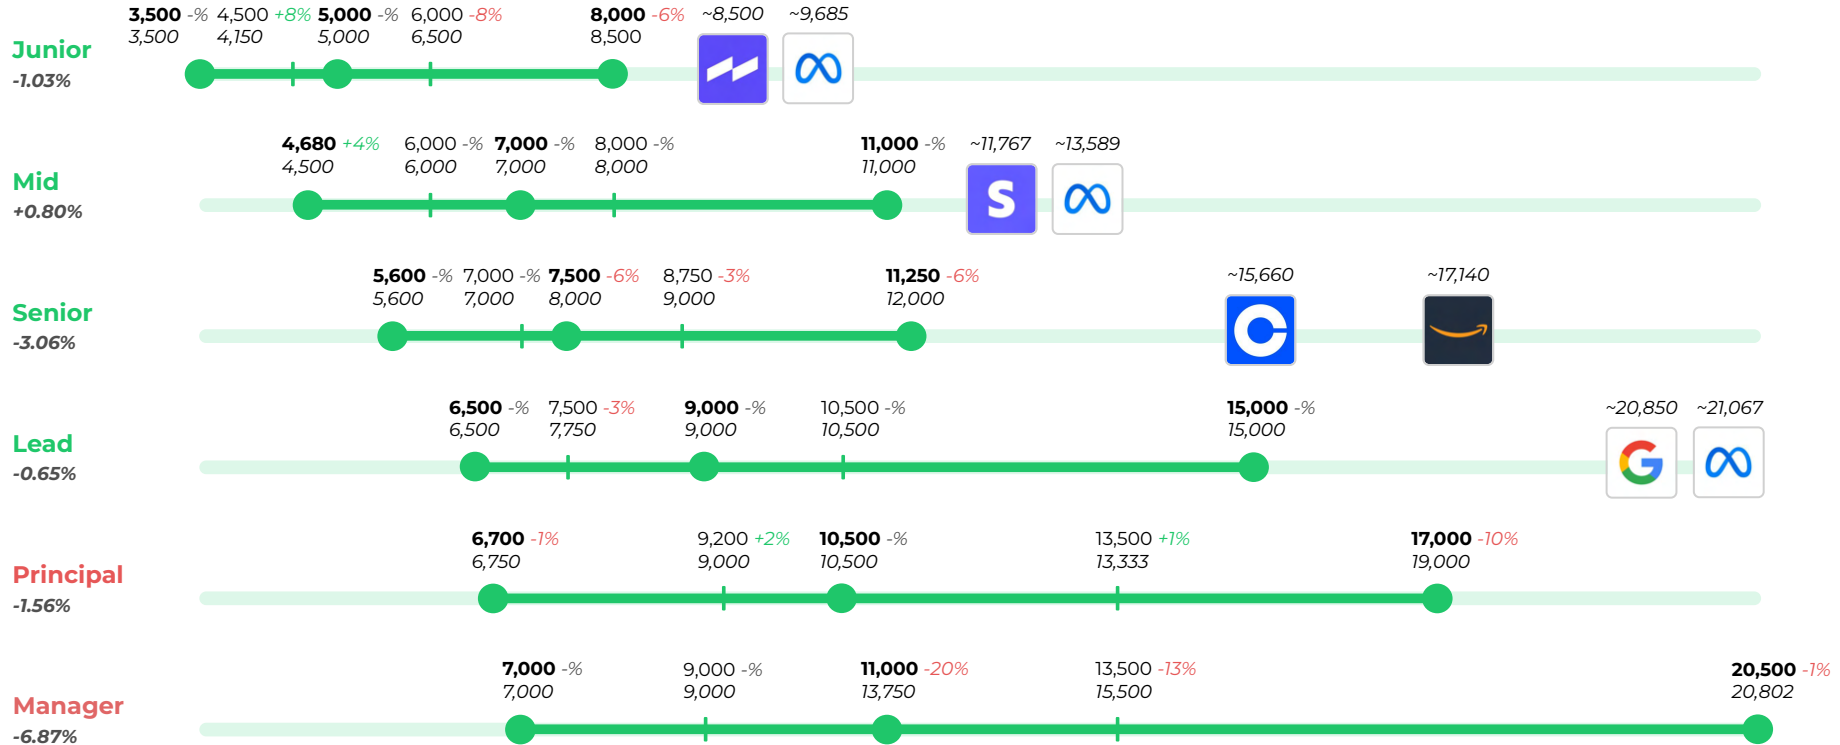 3,500 -% 4,500 +8% 5,000 -% 6,000 -8% 8,000 -6% ~8,500 ~9,685
3,500 4,150 5,000 6,500 8,500
Junior
-1.03%
4,680 +4% 6,000 -% 7,000 -% 8,000 -% 11,000 -% ~11,767 ~13,589
4,500 6,000 7,000 8,000 11,000
Mid
+0.80%
S
5,600 -% 7,000 -% 7,500 -6% 8,750 -3% 11,250 -6% ~15,660 ~17,140
5,600 7,000 8,000 9,000 12,000
Senior
-3.06%
6,500 -% 7,500 -3% 9,000 -% 10,500 -% 15,000 -% ~20,850 ~21,067
6,500 7,750 9,000 10,500 15,000
Lead
-0.65%
G
6,700 -1% 9,200 +2% 10,500 -% 13,500 +1% 17,000 -10%
6,750 9,000 10,500 13,333 19,000
Principal
-1.56%
7,000 -% 9,000 -% 11,000 -20% 13,500 -13% 20,500 -1%
7,000 9,000 13,750 15,500 20,802
Manager
-6.87%